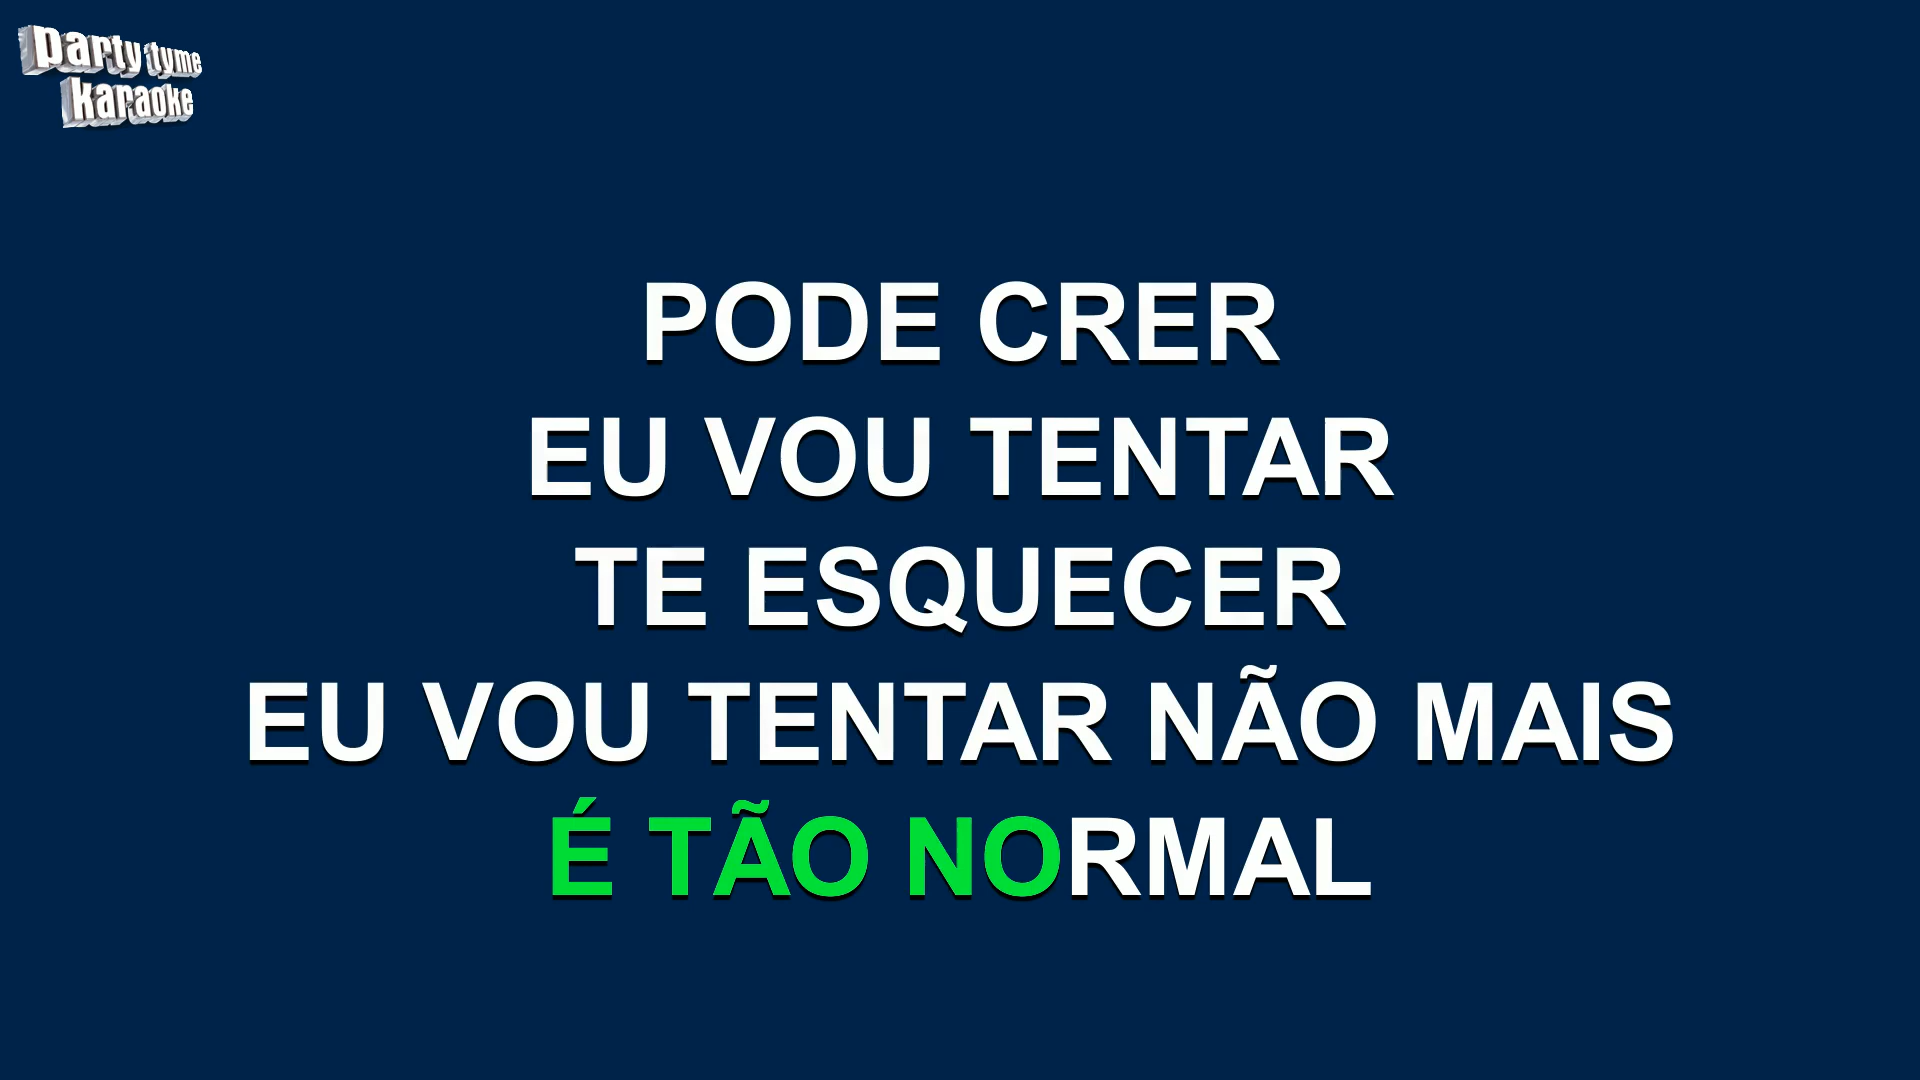 party tyme
karaoke
PODE CRER
EU VOU TENTAR
TE ESQUECER
EU VOU TENTAR NÃO MAIS
É TÃO NORMAL